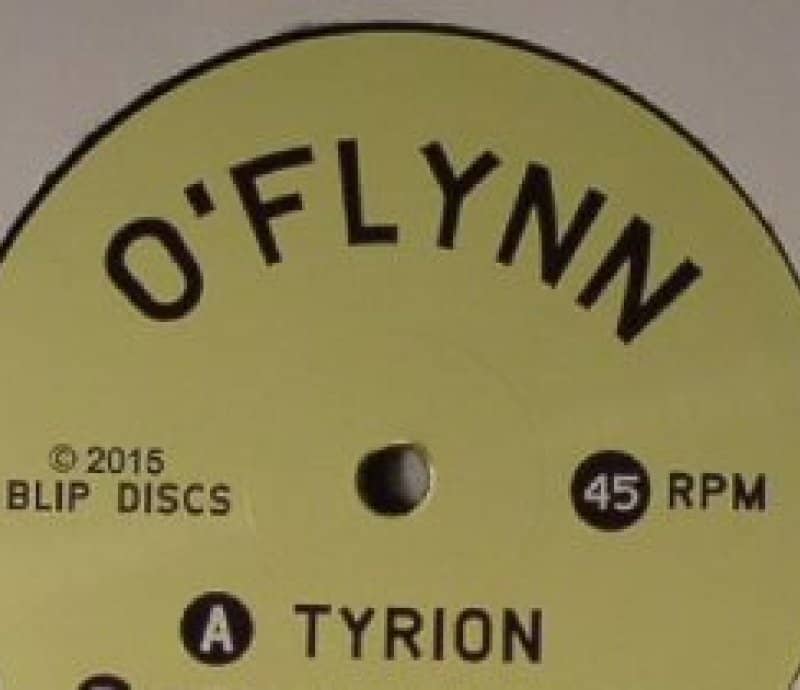 O'FLYNN
© 2015
BLIP DISCS
45 RPM
A TYRION